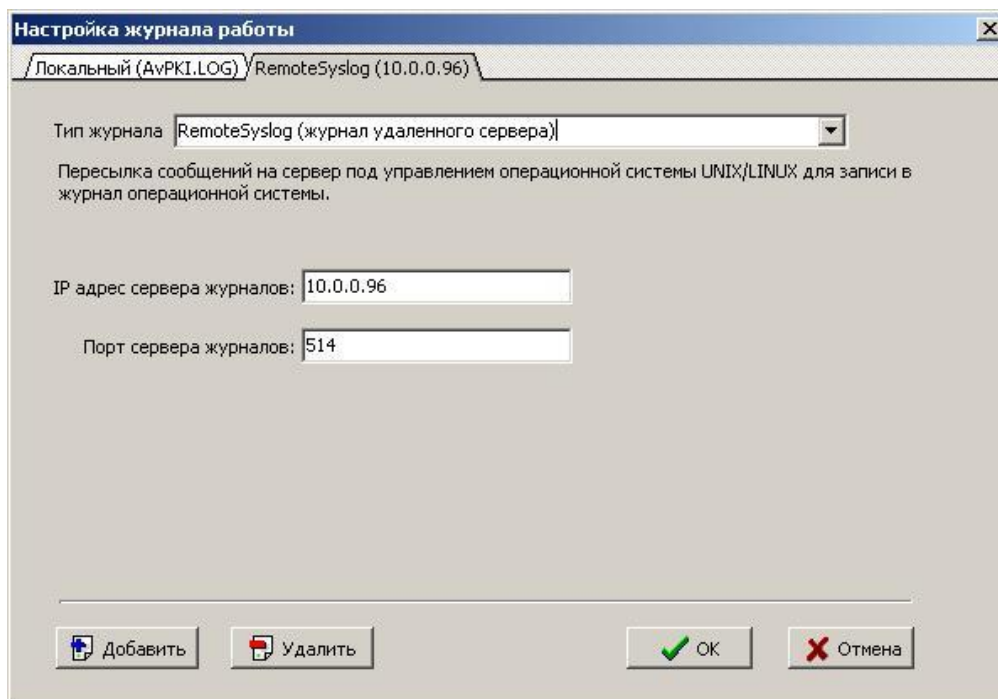 Настройка журнала работы
Локальный (AvPKI.LOG)
RemoteSyslog (10.0.0.96)
Тип журнала RemoteSyslog (журнал удаленного сервера)
Пересылка сообщений на сервер под управлением операционной системы UNIX/LINUX для записи в
журнал операционной системы.
IP адрес сервера журналов: 10.0.0.96
Порт сервера журналов: 514
Добавить
Удалить
OK
Отмена